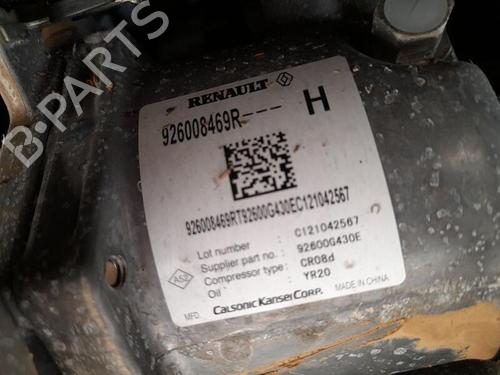 B-PARTS
RENAULT
926008469R--- H
926008469RT92600G430EC121042567
Lot number : C121042567
Supplier part no. : 92600G430E
Compressor type : CR08d
Oil : YR20
MFD. CALSONIC KANSEI CORP. MADE IN CHINA